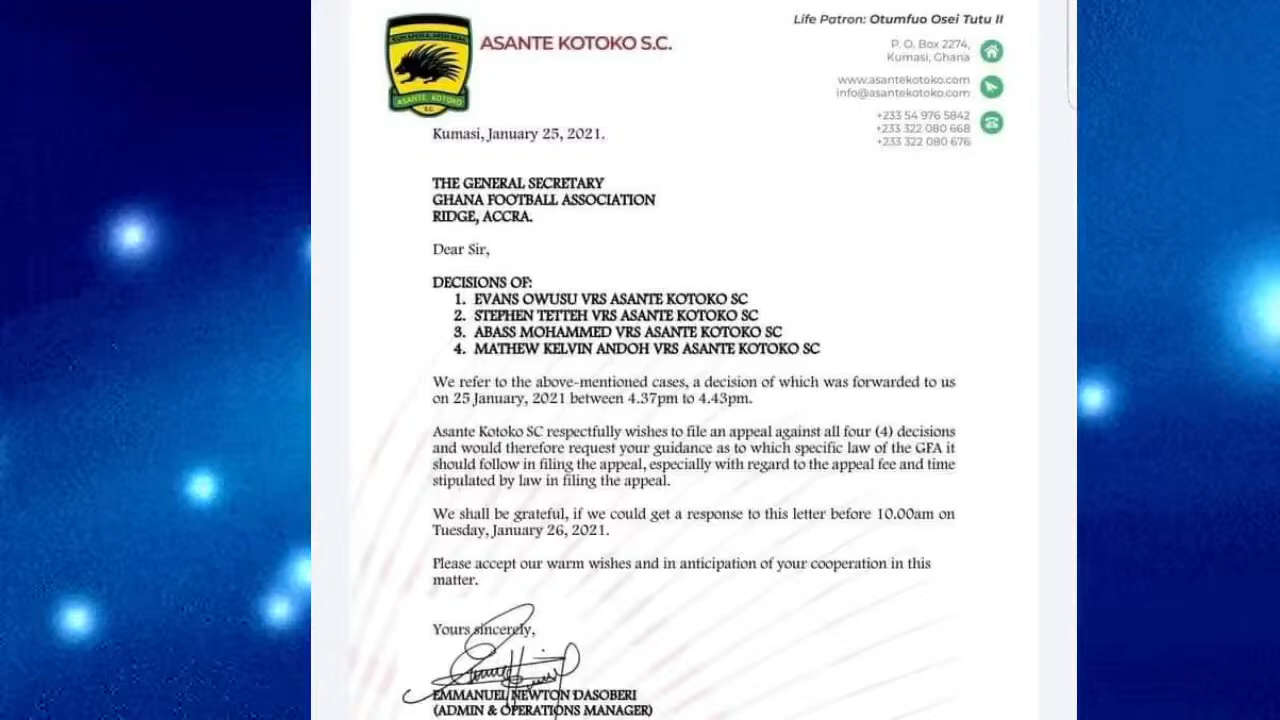 ASANTE KOTOKO S.C.
Life Patron: Otumfuo Osei Tutu II
P. O. Box 2274,
Kumasi, Ghana
www.asantekotoko.com
info@asantekotoko.com
+233 54 976 5842
+233 322 080 668
+233 322 080 676
ASANTE KOTOKO
S.C
Kumasi, January 25, 2021.
THE GENERAL SECRETARY
GHANA FOOTBALL ASSOCIATION
RIDGE, ACCRA.
Dear Sir,
DECISIONS OF:
1. EVANS OWUSU VRS ASANTE KOTOKO SC
2. STEPHEN TETTEH VRS ASANTE KOTOKO SC
3. ABASS MOHAMMED VRS ASANTE KOTOKO SC
4. MATHEW KELVIN ANDOH VRS ASANTE KOTOKO SC
We refer to the above-mentioned cases, a decision of which was forwarded to us
on 25 January, 2021 between 4.37pm to 4.43pm.
Asante Kotoko SC respectfully wishes to file an appeal against all four (4) decisions
and would therefore request your guidance as to which specific law of the GFA it
should follow in filing the appeal, especially with regard to the appeal fee and time
stipulated by law in filing the appeal.
We shall be grateful, if we could get a response to this letter before 10.00am on
Tuesday, January 26, 2021.
Please accept our warm wishes and in anticipation of your cooperation in this
matter.
Yours sincerely,
EMMANUEL NEWTON DASOBERI
(ADMIN & OPERATIONS MANAGER)